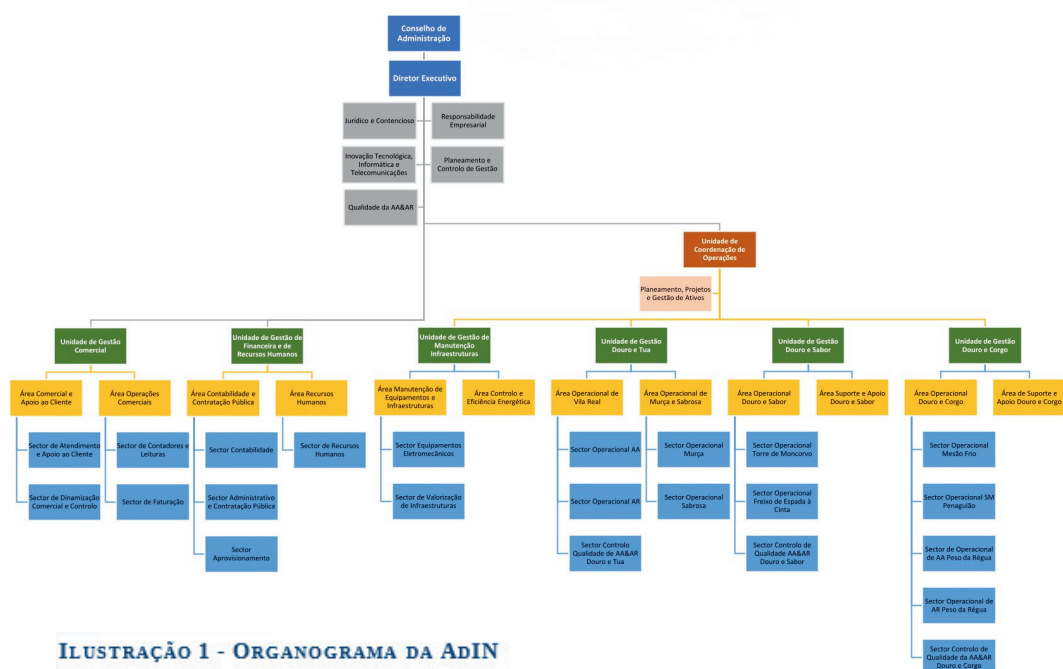 Conselho de
Administração
Diretor Executivo
Jurídico e Contencioso
Responsabilidade
Empresarial
Inovação Tecnológica,
Informática e
Telecomunicações
Planeamento e
Controlo de Gestão
Qualidade da AA&AR
Unidade de
Coordenação de
Operações
Planeamento, Projetos
e Gestão de Ativos
Unidade de Gestão
Comercial
Unidade de Gestão de
Financeira e de
Recursos Humanos
Unidade de Gestão de
Manutenção
Infraestruturas
Unidade de Gestão
Douro e Tua
Unidade de Gestão
Douro e Sabor
Unidade de Gestão
Douro e Corgo
Área Comercial e
Apoio ao Cliente
Área Operações
Comerciais
Área Contabilidade e
Contratação Pública
Área Recursos
Humanos
Área Manutenção de
Equipamentos e
Infraestruturas
Área Controlo e
Eficiência Energética
Área Operacional de
Vila Real
Área Operacional de
Murça e Sabrosa
Área Operacional
Douro e Sabor
Área Suporte e Apoio
Douro e Sabor
Área Operacional
Douro e Corgo
Área de Suporte e
Apoio Douro e Corgo
Sector de Atendimento
e Apoio ao Cliente
Sector de Contadores e
Leituras
Sector Contabilidade
Sector de Recursos
Humanos
Sector Equipamentos
Eletromecânicos
Sector Operacional AA
Sector Operacional
Murça
Sector Operacional
Torre de Moncorvo
Sector Operacional
Mesão Frio
Sector de Dinamização
Comercial e Controlo
Sector de Faturação
Sector Administrativo
e Contratação Pública
Sector de Valorização
de Infraestruturas
Sector Operacional AR
Sector Operacional
Sabrosa
Sector Operacional
Freixo de Espada à
Cinta
Sector Operacional SM
Penaguião
Sector
Aprovisionamento
Sector Controlo
Qualidade de AA&AR
Douro e Tua
Sector Controlo de
Qualidade AA&AR
Douro e Sabor
Sector de Operacional
de AA Peso da Régua
Sector Operacional de
AR Peso da Régua
Sector Controlo de
Qualidade da AA&AR
Douro e Corgo
ILUSTRAÇÃO 1 - ORGANOGRAMA DA ADIN